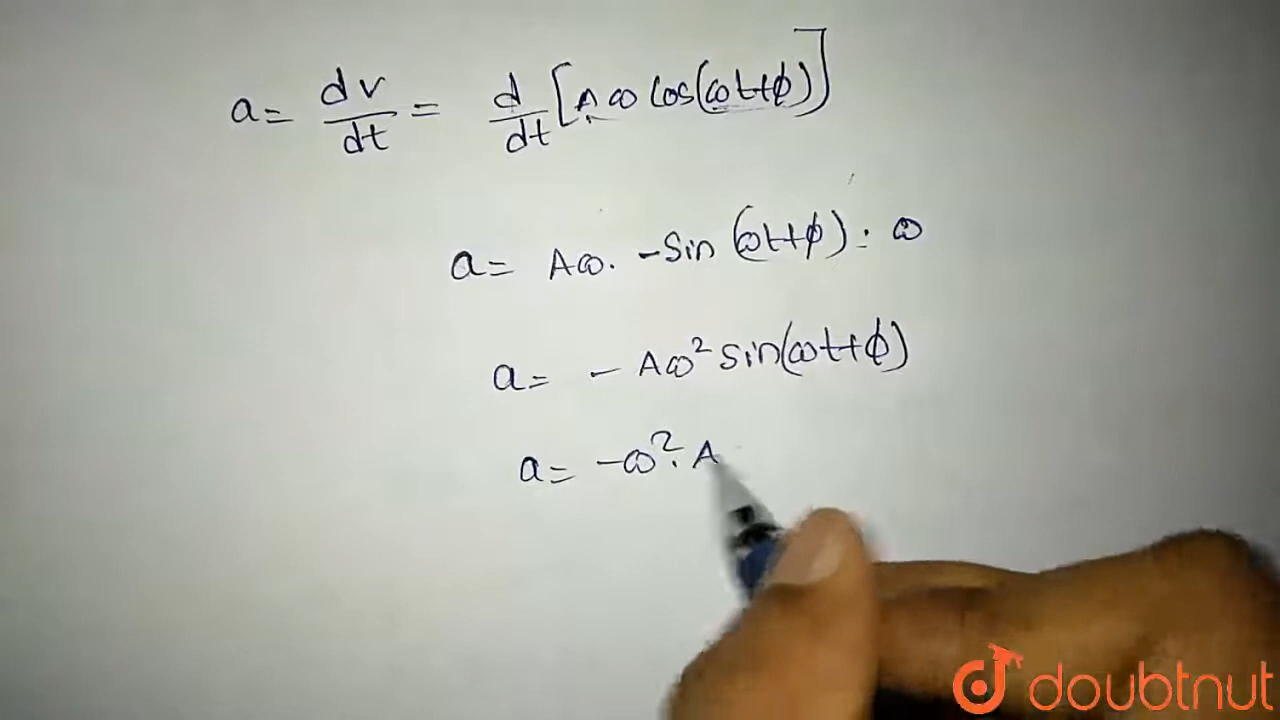 a = dv/dt = d/dt [Aω cos(ωt+φ)]
a = Aω. -Sin (ωt+φ) . ω
a = - Aω² sin(ωt+φ)
a = -ω². A
doubtnut